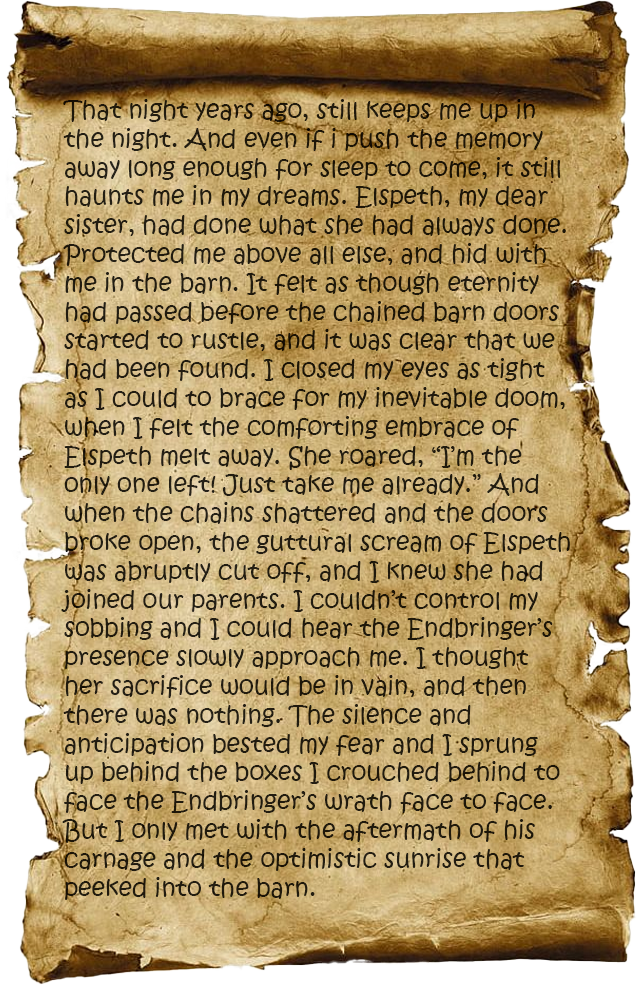 That night years ago, still keeps me up in
the night. And even if i push the memory
away long enough for sleep to come, it still
haunts me in my dreams. Elspeth, my dear
sister, had done what she had always done.
Protected me above all else, and hid with
me in the barn. It felt as though eternity
had passed before the chained barn doors
started to rustle, and it was clear that we
had been found. I closed my eyes as tight
as I could to brace for my inevitable doom,
when I felt the comforting embrace of
Elspeth melt away. She roared, “I’m the
only one left! Just take me already.” And
when the chains shattered and the doors
broke open, the guttural scream of Elspeth
was abruptly cut off, and I knew she had
joined our parents. I couldn’t control my
sobbing and I could hear the Endbringer’s
presence slowly approach me. I thought
her sacrifice would be in vain, and then
there was nothing. The silence and
anticipation bested my fear and I sprung
up behind the boxes I crouched behind to
face the Endbringer’s wrath face to face.
But I only met with the aftermath of his
carnage and the optimistic sunrise that
peeked into the barn.